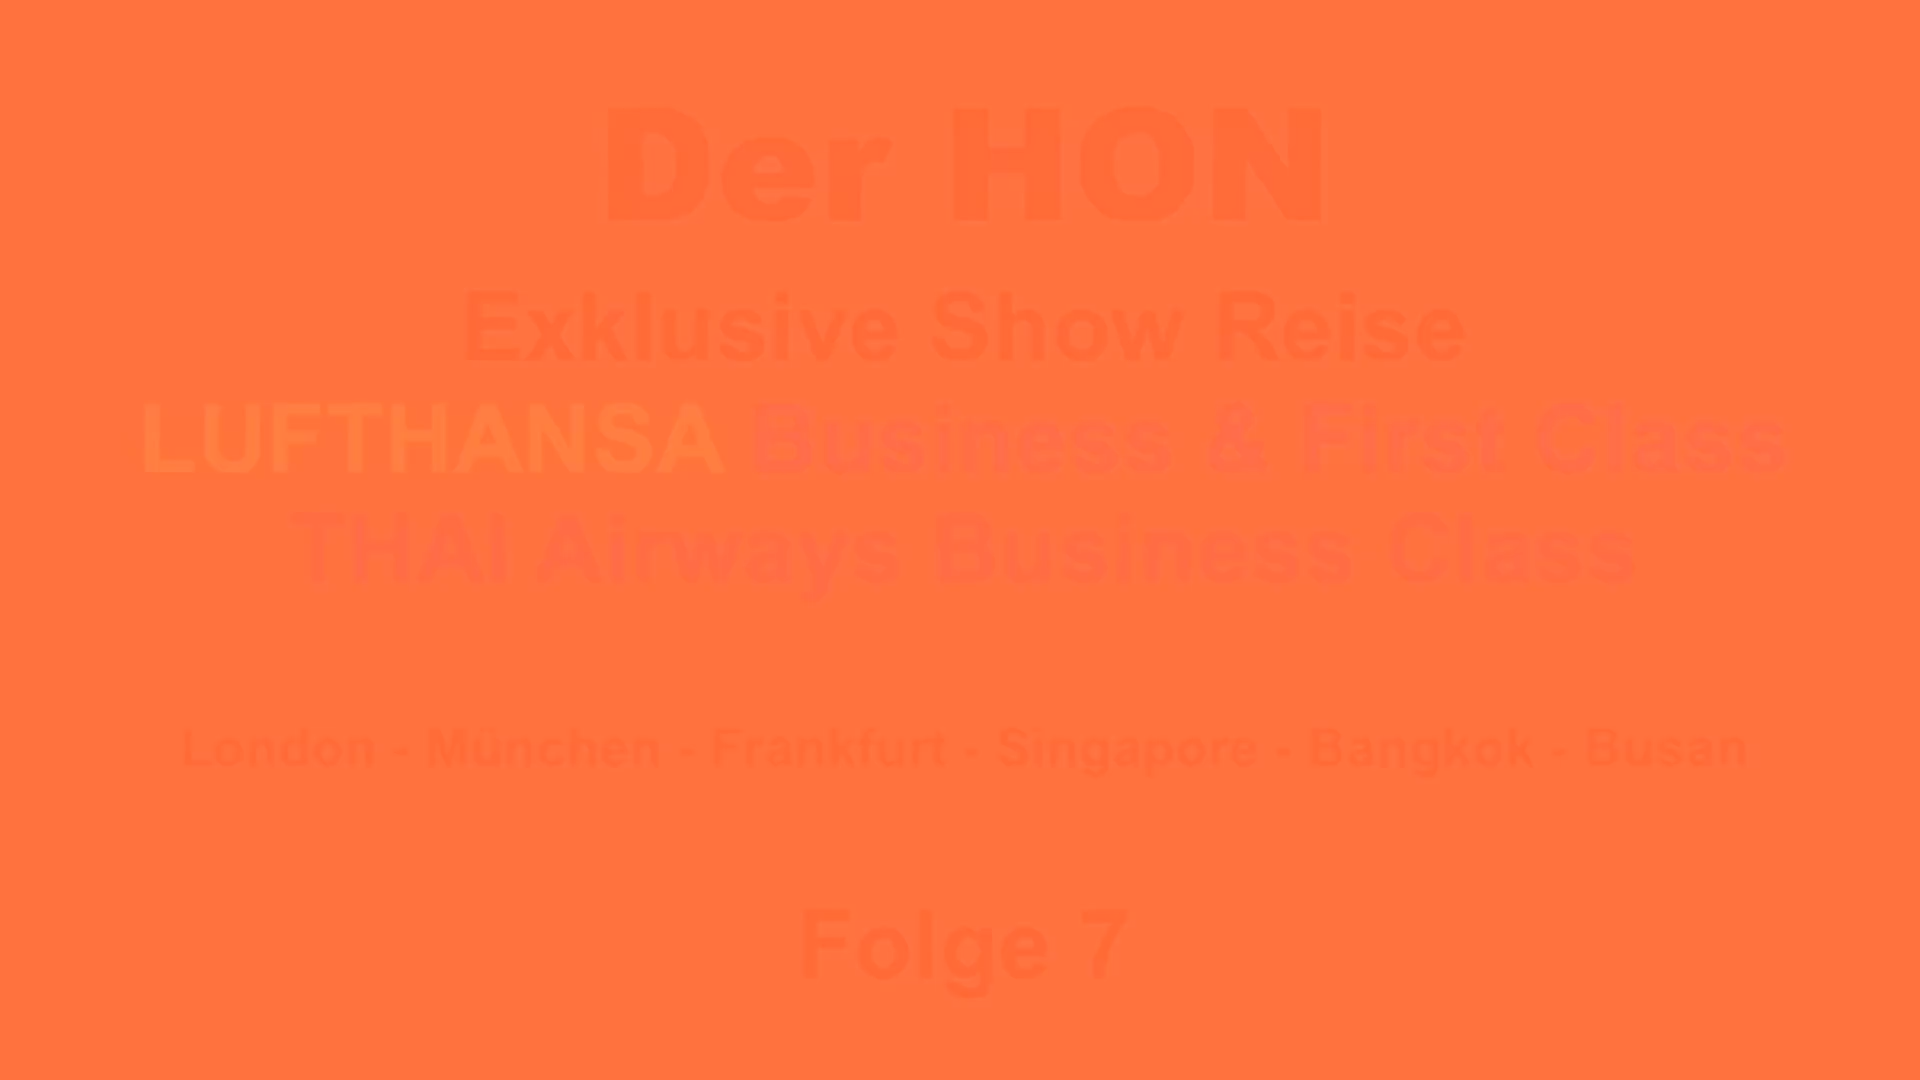 Der HON
Exklusive Show Reise
LUFTHANSA Business & First Class
THAI Airways Business Class
London - München - Frankfurt - Singapore - Bangkok - Busan
Folge 7